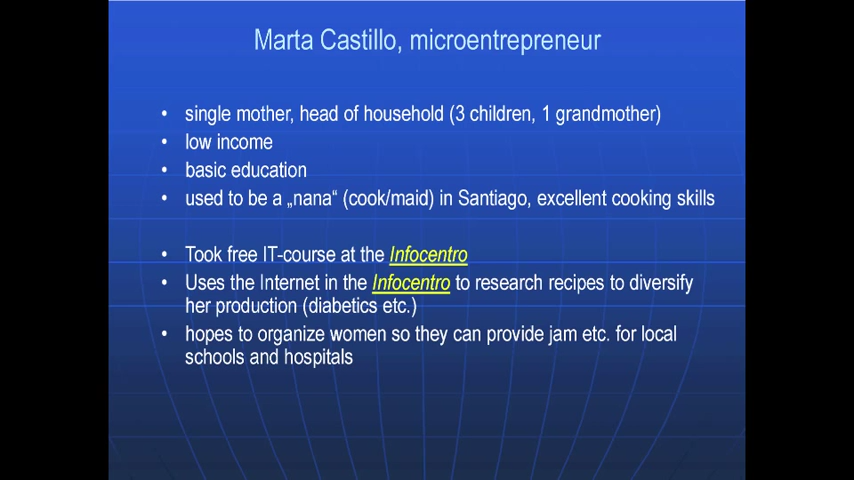 Marta Castillo, microentrepreneur
• single mother, head of household (3 children, 1 grandmother)
• low income
• basic education
• used to be a „nana“ (cook/maid) in Santiago, excellent cooking skills
• Took free IT-course at the Infocentro
• Uses the Internet in the Infocentro to research recipes to diversify
her production (diabetics etc.)
• hopes to organize women so they can provide jam etc. for local
schools and hospitals